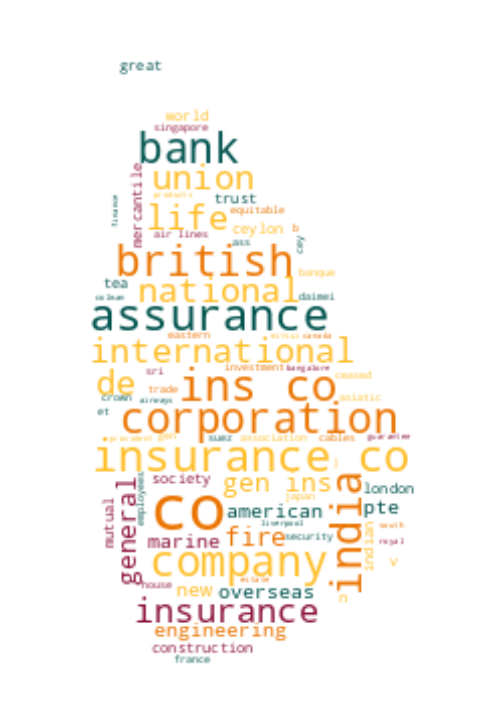 great
world
singapore
bank
mercantile
union
products
finance
trust
life
equitable
ceylon b
air lines
ass
cey
british
banque
tea
national
daimei
assurance
eastern
canada
international
investment bangalore
sri
de
ins co
ceased
trade
crown
airways
asiatic
et
corporation
provident gen
suez
association
cables
guarantee
insurance co
society
gen ins
india
london
employees
general
mutual
japan
co
american
pte
liverpool
south
marine
fire
security
indian
royal
company
v
estate
house
new
overseas
n
insurance
engineering
construction
france